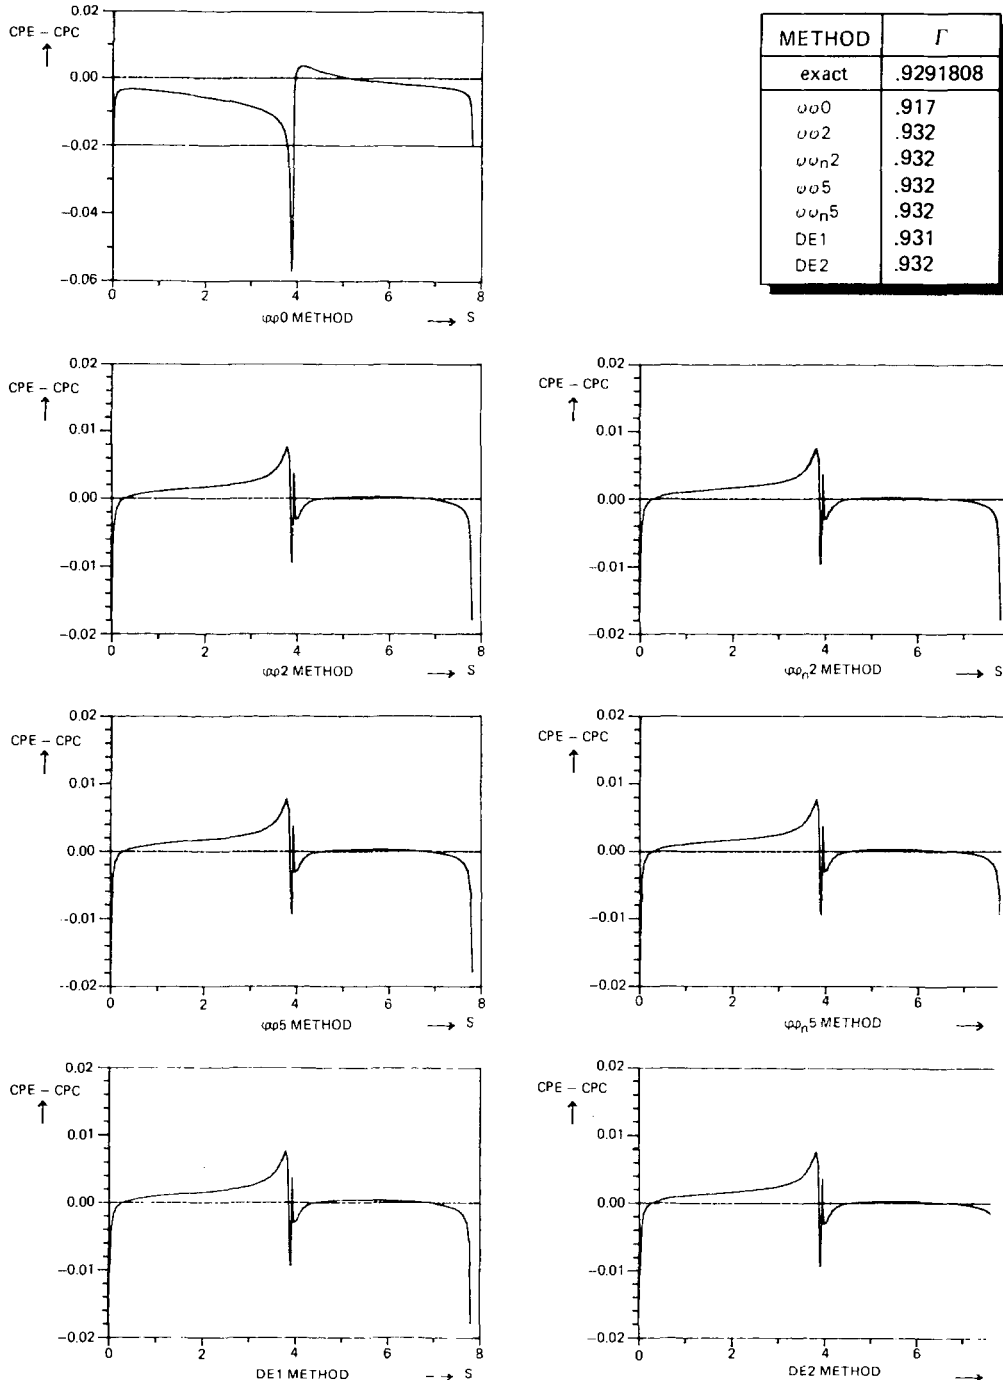 CPE – CPC
0.02
0.00
−0.02
−0.04
−0.06
0 2 4 6 8
φφ0 METHOD → S
METHOD Γ
exact .9291808
φφ0 .917
φφ2 .932
φφn2 .932
φφ5 .932
φφn5 .932
DE1 .931
DE2 .932
CPE – CPC
0.02
0.01
0.00
−0.01
−0.02
0 2 4 6 8
φφ2 METHOD → S
CPE – CPC
0.02
0.01
0.00
−0.01
−0.02
0 2 4 6
φφn2 METHOD → S
CPE – CPC
0.02
0.01
0.00
−0.01
−0.02
0 2 4 6 8
φφ5 METHOD → S
CPE – CPC
0.02
0.01
0.00
−0.01
−0.02
0 2 4 6
φφn5 METHOD →
CPE – CPC
0.02
0.01
0.00
−0.01
−0.02
0 2 4 6 8
DE1 METHOD → S
CPE – CPC
0.02
0.01
0.00
−0.01
−0.02
0 2 4 6
DE2 METHOD →